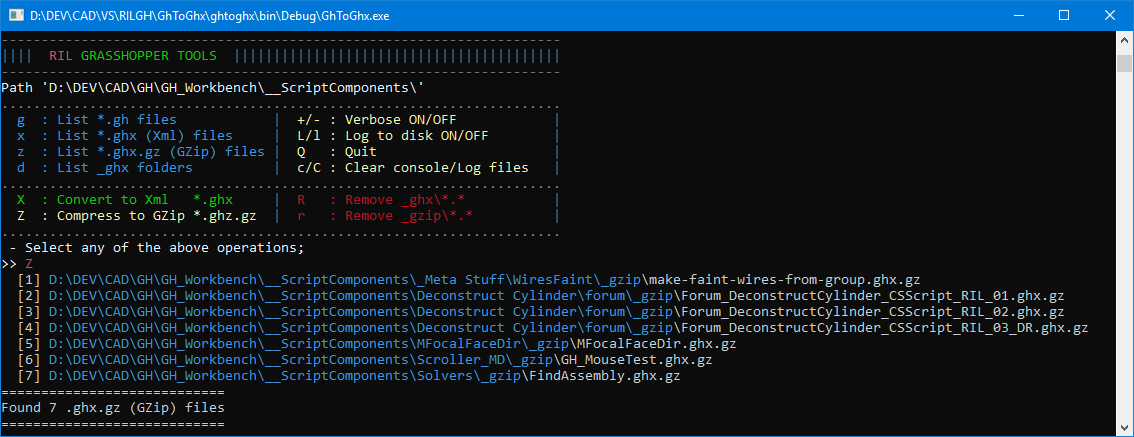 D:\DEV\CAD\VS\RILGH\GhToGhx\ghtoghx\bin\Debug\GhToGhx.exe
----------------------------------------------------------------------
||||  RIL GRASSHOPPER TOOLS  |||||||||||||||||||||||||||||||||||||||||
----------------------------------------------------------------------
Path 'D:\DEV\CAD\GH\GH_Workbench\__ScriptComponents\'
......................................................................
  g  : List *.gh files            |  +/- : Verbose ON/OFF            |
  x  : List *.ghx (Xml) files     |  L/l : Log to disk ON/OFF        |
  z  : List *.ghx.gz (GZip) files |  Q   : Quit                      |
  d  : List _ghx folders          |  c/C : Clear console/Log files   |
......................................................................
  X  : Convert to Xml   *.ghx     |  R   : Remove _ghx\*.*           |
  Z  : Compress to GZip *.ghz.gz  |  r   : Remove _gzip\*.*          |
......................................................................
 - Select any of the above operations;
>> Z
  [1] D:\DEV\CAD\GH\GH_Workbench\__ScriptComponents\_Meta Stuff\WiresFaint\_gzip\make-faint-wires-from-group.ghx.gz
  [2] D:\DEV\CAD\GH\GH_Workbench\__ScriptComponents\Deconstruct Cylinder\forum\_gzip\Forum_DeconstructCylinder_CSScript_RIL_01.ghx.gz
  [3] D:\DEV\CAD\GH\GH_Workbench\__ScriptComponents\Deconstruct Cylinder\forum\_gzip\Forum_DeconstructCylinder_CSScript_RIL_02.ghx.gz
  [4] D:\DEV\CAD\GH\GH_Workbench\__ScriptComponents\Deconstruct Cylinder\forum\_gzip\Forum_DeconstructCylinder_CSScript_RIL_03_DR.ghx.gz
  [5] D:\DEV\CAD\GH\GH_Workbench\__ScriptComponents\MFocalFaceDir\_gzip\MFocalFaceDir.ghx.gz
  [6] D:\DEV\CAD\GH\GH_Workbench\__ScriptComponents\Scroller_MD\_gzip\GH_MouseTest.ghx.gz
  [7] D:\DEV\CAD\GH\GH_Workbench\__ScriptComponents\Solvers\_gzip\FindAssembly.ghx.gz
============================
Found 7 .ghx.gz (GZip) files
============================